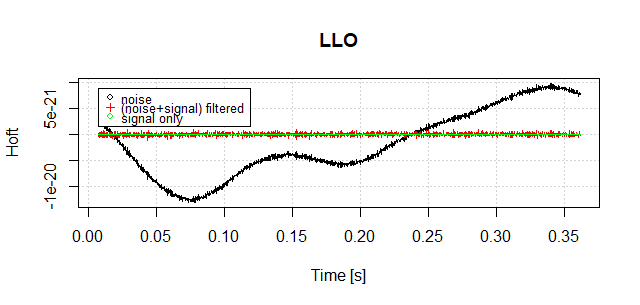 LLO
noise
(noise+signal) filtered
signal only
Hoft
5e-21
-1e-20
0.00 0.05 0.10 0.15 0.20 0.25 0.30 0.35
Time [s]